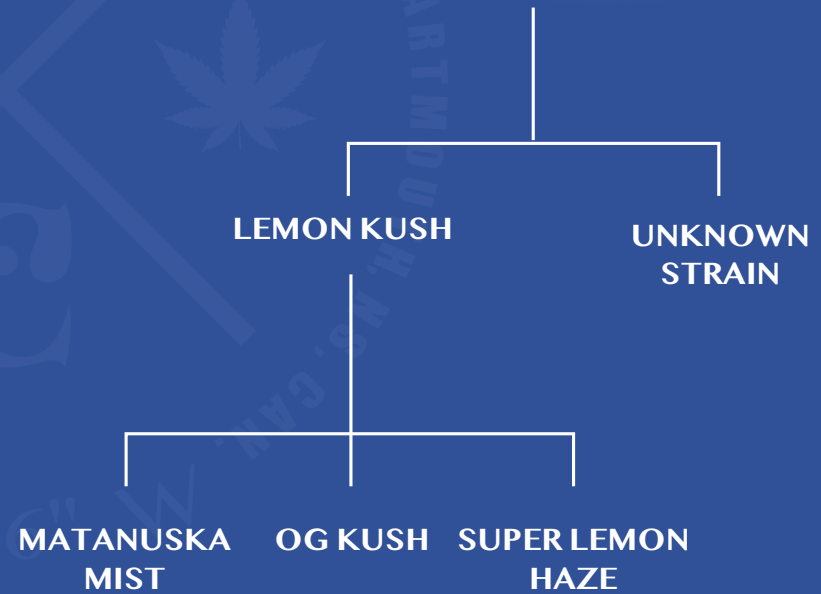 LEMON KUSH
UNKNOWN
STRAIN
MATANUSKA
MIST
OG KUSH
SUPER LEMON
HAZE